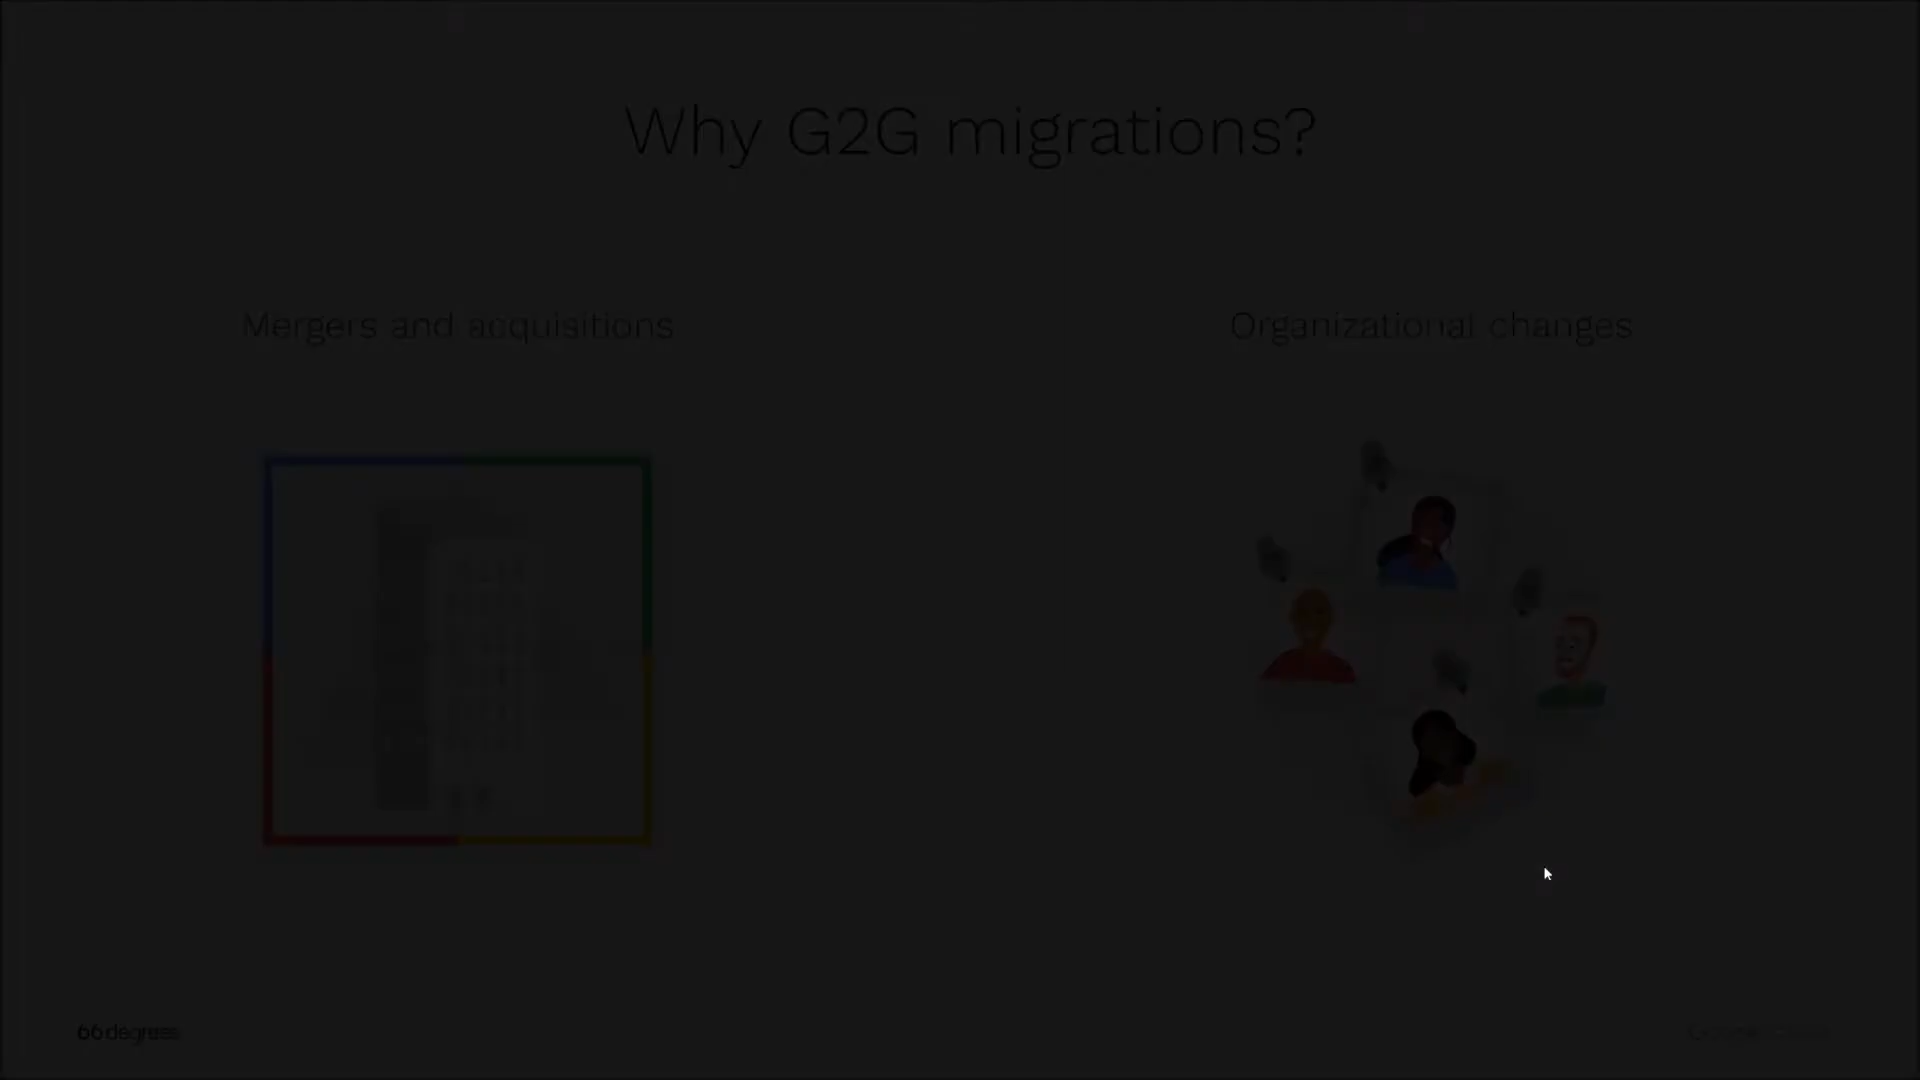 Why G2G migrations?
Mergers and acquisitions
Organizational changes
66degrees